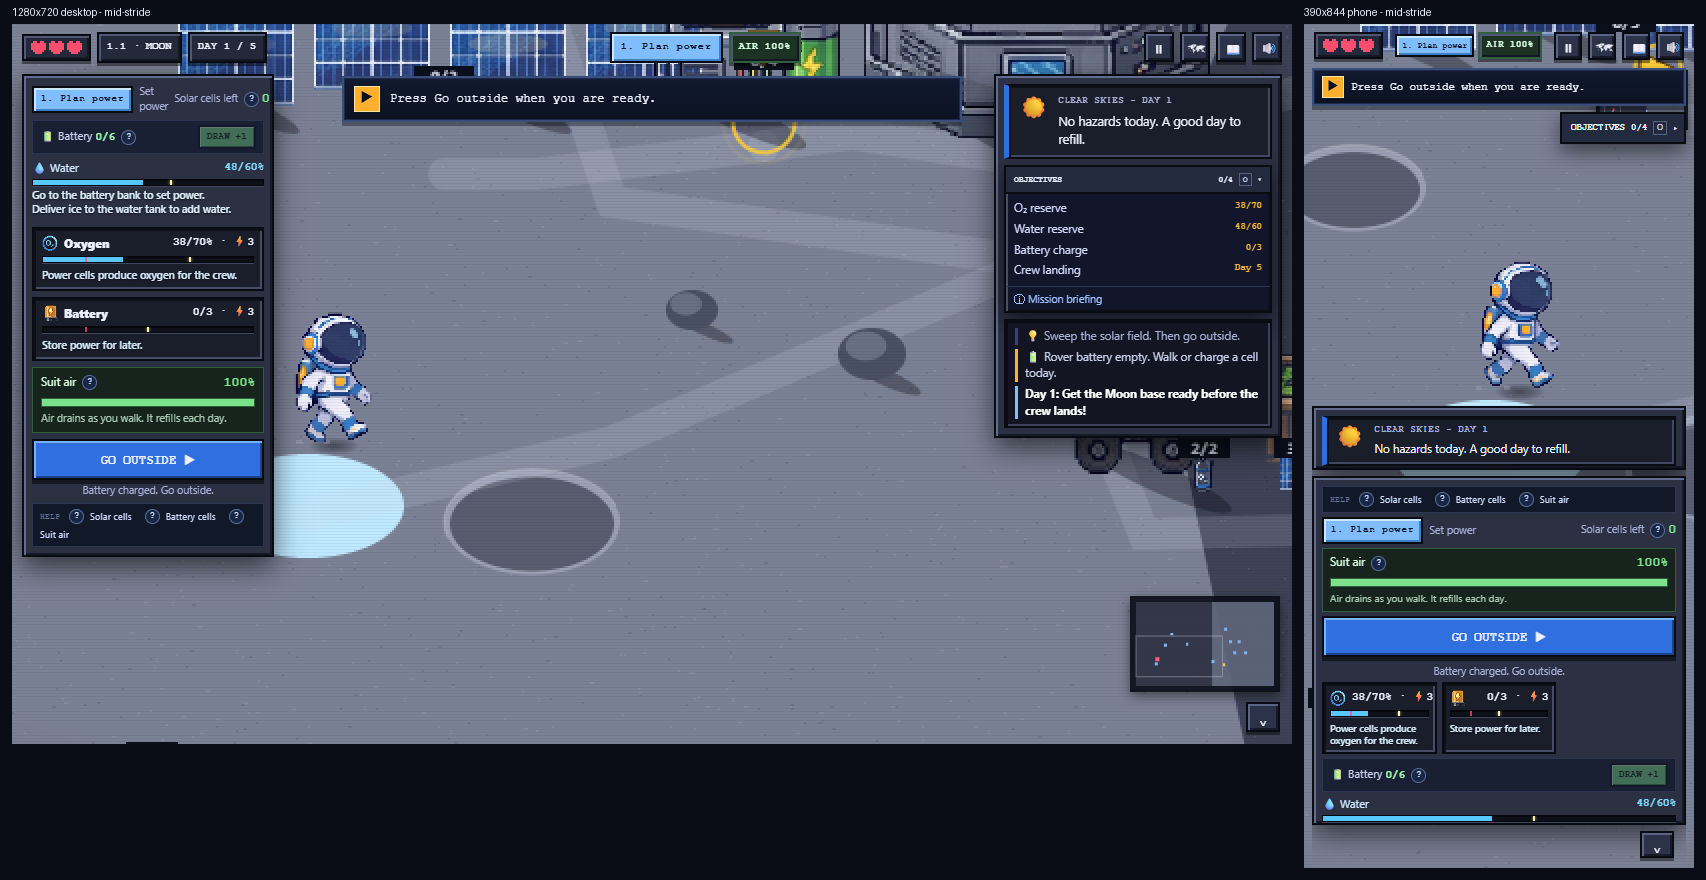 1280x720 desktop - mid-stride
1.1 · MOON
DAY 1 / 5
1. Plan power
AIR 100%
1. Plan power
Set power
Solar cells left ? 0
Battery 0/6 ?
DRAW +1
Water
48/60%
Go to the battery bank to set power.
Deliver ice to the water tank to add water.
Oxygen
38/70% · 3
Power cells produce oxygen for the crew.
Battery
0/3 · 3
Store power for later.
Suit air ?
100%
Air drains as you walk. It refills each day.
GO OUTSIDE ▶
Battery charged. Go outside.
HELP ? Solar cells ? Battery cells ?
Suit air
Press Go outside when you are ready.
CLEAR SKIES - DAY 1
No hazards today. A good day to
refill.
OBJECTIVES
0/4 O
O₂ reserve
38/70
Water reserve
48/60
Battery charge
0/3
Crew landing
Day 5
Mission briefing
Sweep the solar field. Then go outside.
Rover battery empty. Walk or charge a cell
today.
Day 1: Get the Moon base ready before the
crew lands!
2/2
v
390x844 phone - mid-stride
1. Plan power
AIR 100%
Press Go outside when you are ready.
OBJECTIVES 0/4 O
CLEAR SKIES - DAY 1
No hazards today. A good day to refill.
HELP ? Solar cells ? Battery cells ? Suit air
1. Plan power
Set power
Solar cells left ? 0
Suit air ?
100%
Air drains as you walk. It refills each day.
GO OUTSIDE ▶
Battery charged. Go outside.
38/70% · 3
Power cells produce
oxygen for the crew.
0/3 · 3
Store power for later.
Battery 0/6 ?
DRAW +1
Water
48/60%
v